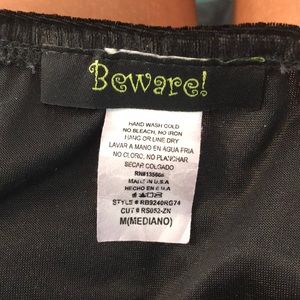 Beware!
HAND WASH COLD
NO BLEACH, NO IRON
HANG OR LINE DRY
LAVAR A MANO EN AGUA FRIA
NO CLORO, NO PLANCHAR
SECAR COLGADO
MADE IN U.S.A
HECHO EN E.U.A
STYLE # RB9240RG74
CUT # RS052-ZN
M(MEDIANO)